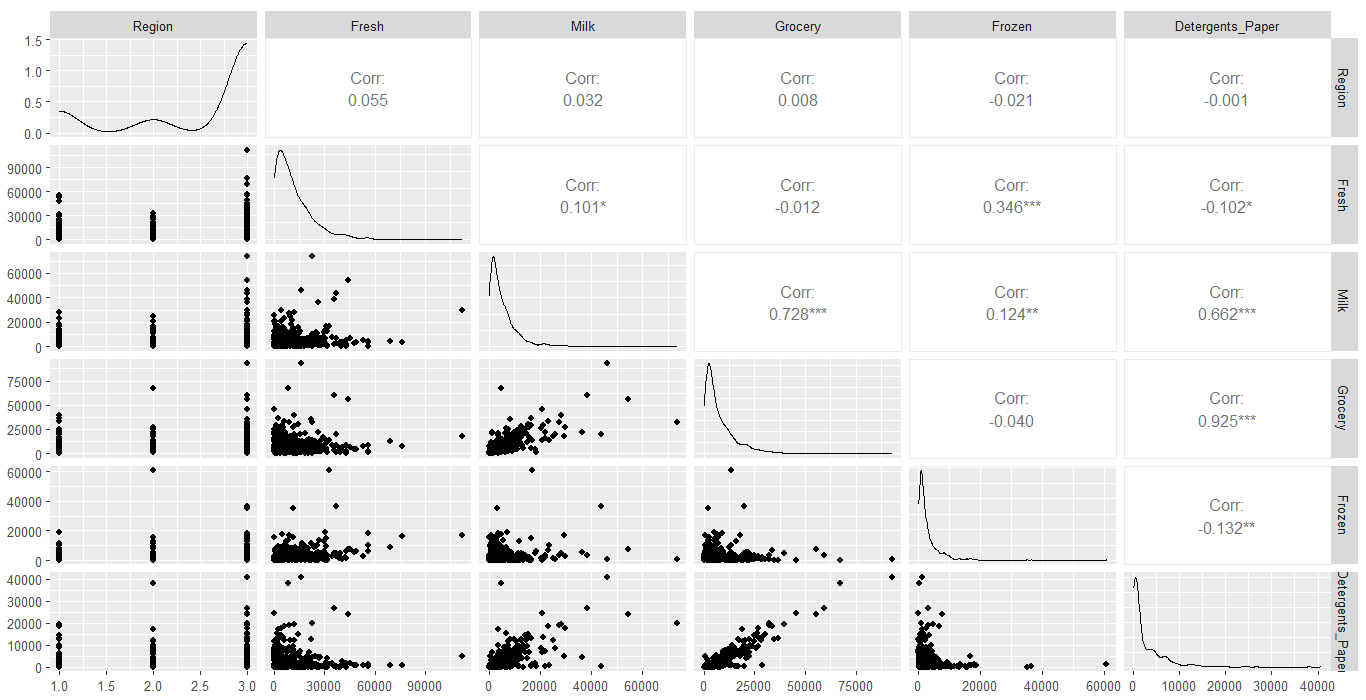 Region Fresh Milk Grocery Frozen Detergents_Paper
1.5
1.0
0.5
0.0
Corr:
0.055
Corr:
0.032
Corr:
0.008
Corr:
-0.021
Corr:
-0.001
Region
90000
60000
30000
0
Corr:
0.101*
Corr:
-0.012
Corr:
0.346***
Corr:
-0.102*
Fresh
60000
40000
20000
0
Corr:
0.728***
Corr:
0.124**
Corr:
0.662***
Milk
75000
50000
25000
0
Corr:
-0.040
Corr:
0.925***
Grocery
60000
40000
20000
0
Corr:
-0.132**
Frozen
40000
30000
20000
10000
0
Detergents_Paper
1.0 1.5 2.0 2.5 3.0
0 30000 60000 90000
0 20000 40000 60000
0 25000 50000 75000
0 20000 40000 60000
0 10000 20000 30000 40000